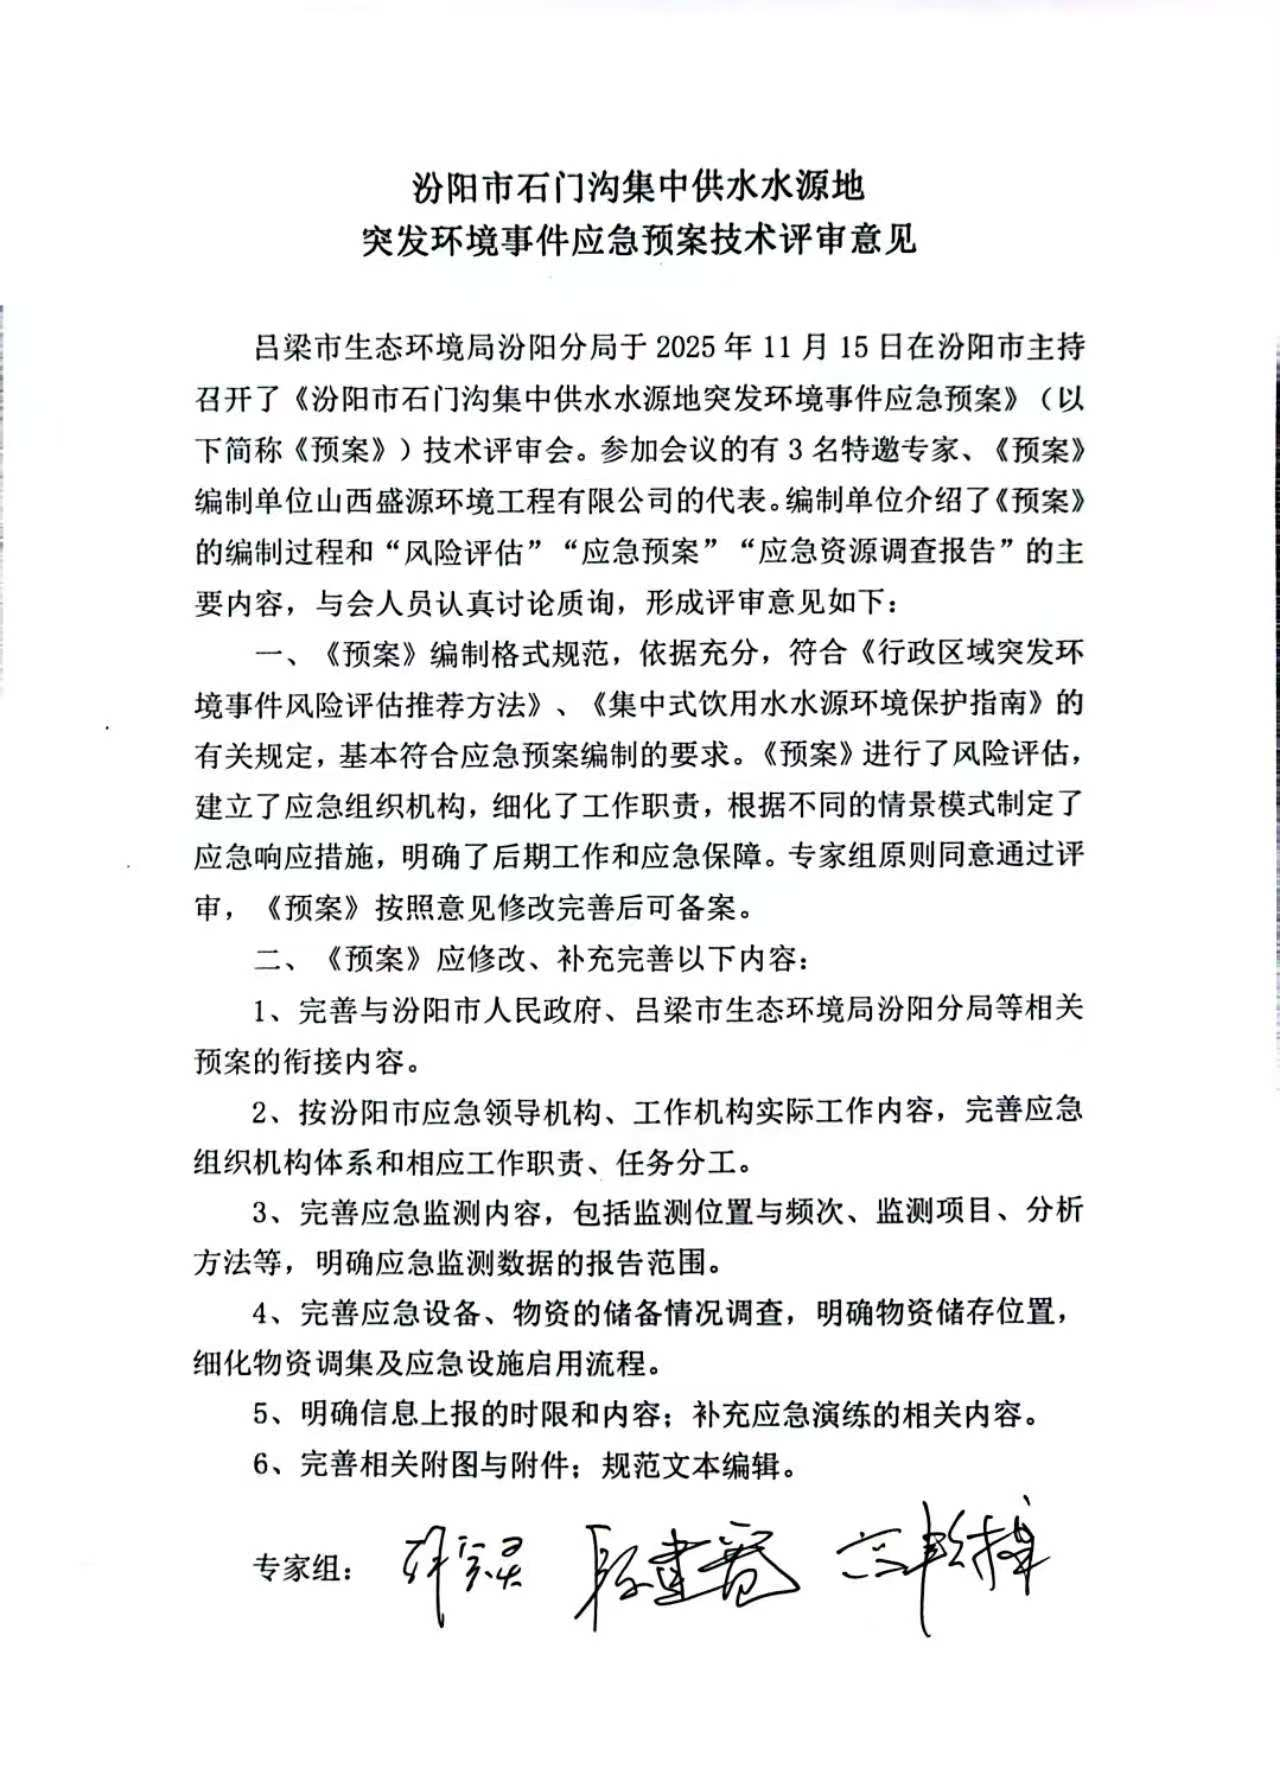 汾阳市石门沟集中供水水源地
突发环境事件应急预案技术评审意见
吕梁市生态环境局汾阳分局于 2025 年 11 月 15 日在汾阳市主持
召开了《汾阳市石门沟集中供水水源地突发环境事件应急预案》（以
下简称《预案》）技术评审会。参加会议的有 3 名特邀专家、《预案》
编制单位山西盛源环境工程有限公司的代表。编制单位介绍了《预案》
的编制过程和“风险评估”“应急预案”“应急资源调查报告”的主
要内容，与会人员认真讨论质询，形成评审意见如下：
一、《预案》编制格式规范，依据充分，符合《行政区域突发环
境事件风险评估推荐方法》、《集中式饮用水水源环境保护指南》的
有关规定，基本符合应急预案编制的要求。《预案》进行了风险评估，
建立了应急组织机构，细化了工作职责，根据不同的情景模式制定了
应急响应措施，明确了后期工作和应急保障。专家组原则同意通过评
审，《预案》按照意见修改完善后可备案。
二、《预案》应修改、补充完善以下内容：
1、完善与汾阳市人民政府、吕梁市生态环境局汾阳分局等相关
预案的衔接内容。
2、按汾阳市应急领导机构、工作机构实际工作内容，完善应急
组织机构体系和相应工作职责、任务分工。
3、完善应急监测内容，包括监测位置与频次、监测项目、分析
方法等，明确应急监测数据的报告范围。
4、完善应急设备、物资的储备情况调查，明确物资储存位置，
细化物资调集及应急设施启用流程。
5、明确信息上报的时限和内容；补充应急演练的相关内容。
6、完善相关附图与附件；规范文本编辑。
专家组：